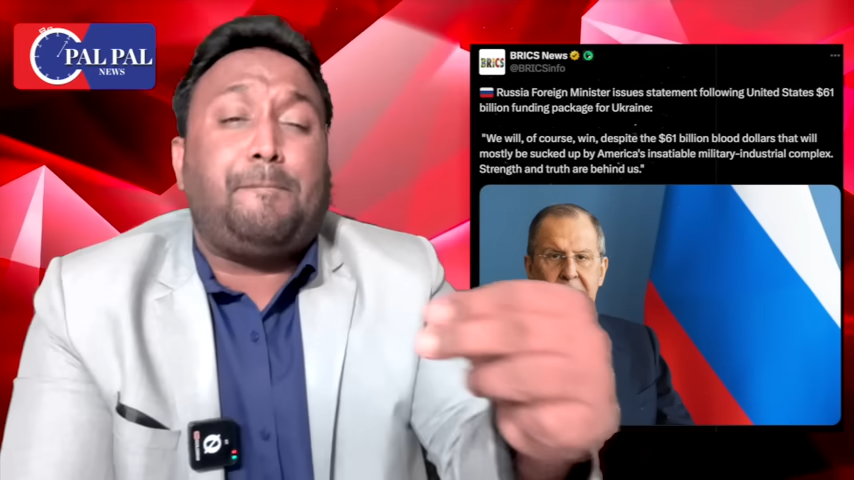 PAL PAL
NEWS
BRICS
BRICS News
@BRICSinfo
Russia Foreign Minister issues statement following United States $61
billion funding package for Ukraine:
"We will, of course, win, despite the $61 billion blood dollars that will
mostly be sucked up by America's insatiable military-industrial complex.
Strength and truth are behind us."